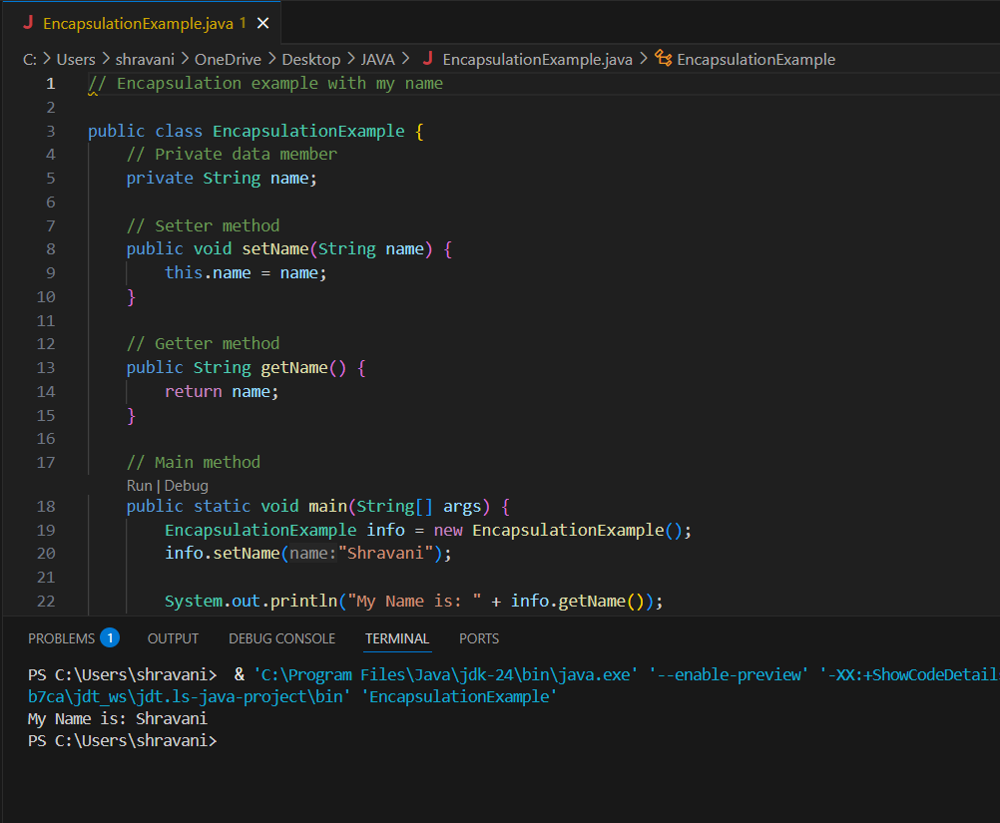 EncapsulationExample.java 1 ×
C: > Users > shravani > OneDrive > Desktop > JAVA > J EncapsulationExample.java > EncapsulationExample
1 // Encapsulation example with my name
2
3 public class EncapsulationExample {
4 // Private data member
5 private String name;
6
7 // Setter method
8 public void setName(String name) {
9 this.name = name;
10 }
11
12 // Getter method
13 public String getName() {
14 return name;
15 }
16
17 // Main method
Run | Debug
18 public static void main(String[] args) {
19 EncapsulationExample info = new EncapsulationExample();
20 info.setName(name:"Shravani");
21
22 System.out.println("My Name is: " + info.getName());
PROBLEMS 1 OUTPUT DEBUG CONSOLE TERMINAL PORTS
PS C:\Users\shravani>  & 'C:\Program Files\Java\jdk-24\bin\java.exe' '--enable-preview' '-XX:+ShowCodeDetail
b7ca\jdt_ws\jdt.ls-java-project\bin' 'EncapsulationExample'
My Name is: Shravani
PS C:\Users\shravani>